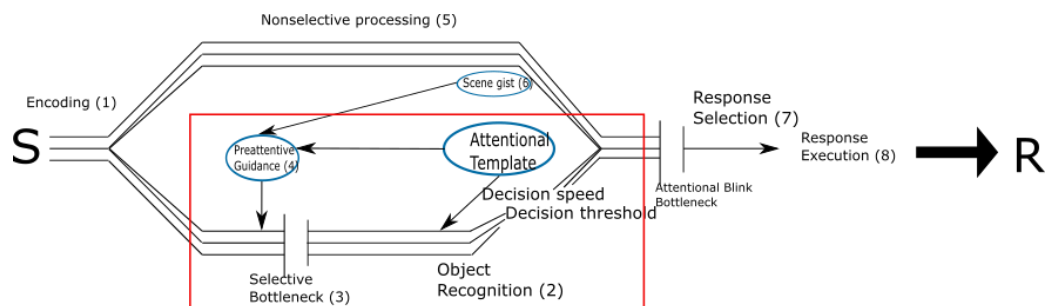 Nonselective processing (5)
Scene gist (6)
Encoding (1)
S
Preattentive
Guidance (4)
Attentional
Template
Decision speed
Decision threshold
Response
Selection (7)
Response
Execution (8)
R
Attentional Blink
Bottleneck
Selective
Bottleneck (3)
Object
Recognition (2)